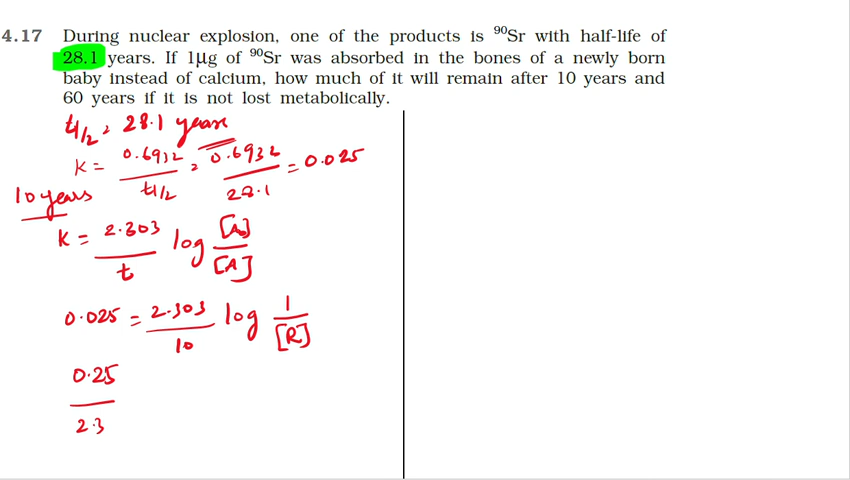 4.17 During nuclear explosion, one of the products is ⁹⁰Sr with half-life of
28.1 years. If 1μg of ⁹⁰Sr was absorbed in the bones of a newly born
baby instead of calcium, how much of it will remain after 10 years and
60 years if it is not lost metabolically.
t1/2 = 28.1 years
K = 0.6932 / t1/2 = 0.6932 / 28.1 = 0.025
10 years
K = 2.303 / t log [A₀] / [A]
0.025 = 2.303 / 10 log 1 / [R]
0.25 / 2.3